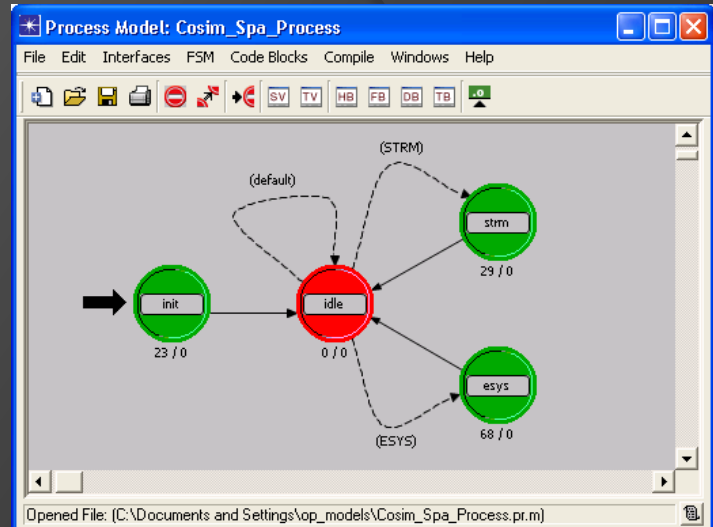 Process Model: Cosim_Spa_Process
File Edit Interfaces FSM Code Blocks Compile Windows Help
SV TV HB FB DB TB .0
(STRM)
(default)
strm
29 / 0
init
idle
23 / 0
0 / 0
esys
68 / 0
(ESYS)
Opened File: (C:\Documents and Settings\op_models\Cosim_Spa_Process.pr.m)